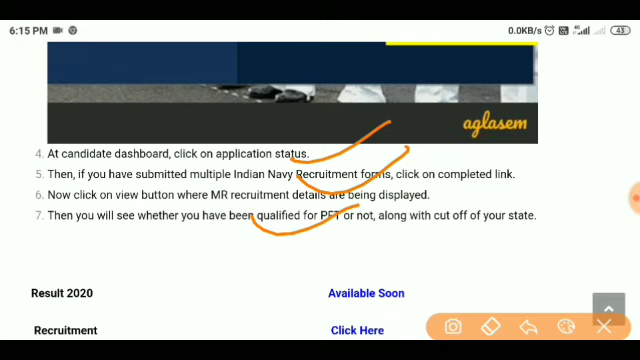 6:15 PM
0.0KB/s 4G 43
aglasem
4. At candidate dashboard, click on application status.
5. Then, if you have submitted multiple Indian Navy Recruitment forms, click on completed link.
6. Now click on view button where MR recruitment details are being displayed.
7. Then you will see whether you have been qualified for PFT or not, along with cut off of your state.
Result 2020 Available Soon
Recruitment Click Here